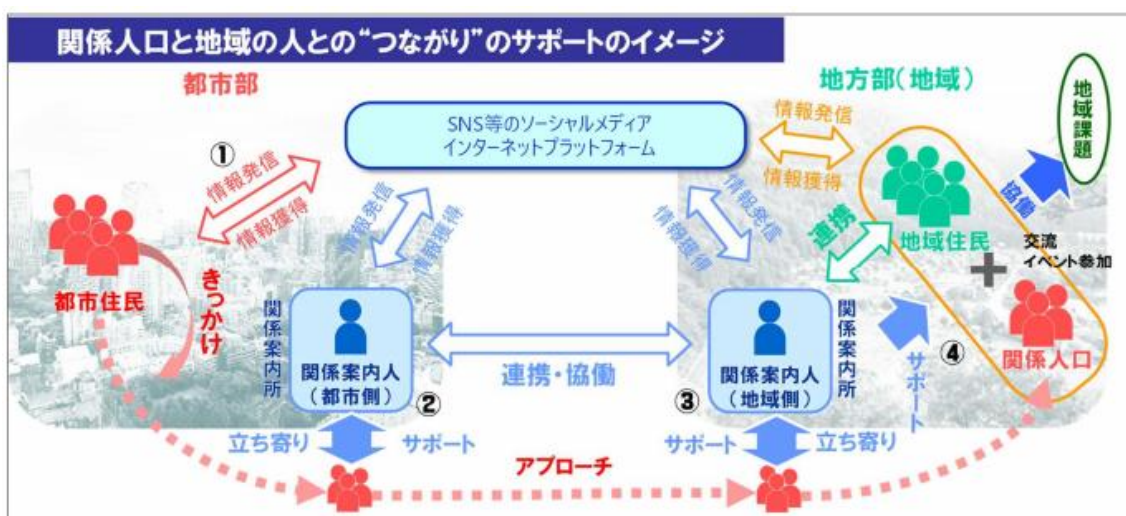 関係人口と地域の人との“つながり”のサポートのイメージ
都市部
地方部(地域)
地域課題
SNS等のソーシャルメディア
インターネットプラットフォーム
①
情報発信
情報獲得
情報発信
情報獲得
情報発信
情報獲得
情報発信
情報獲得
協働
連携
地域住民
交流
イベント参加
都市住民
きっかけ
関係案内所
関係案内人
(都市側)
②
連携・協働
③
関係案内人
(地域側)
関係案内所
サポート
④
関係人口
立ち寄り
サポート
アプローチ
サポート
立ち寄り